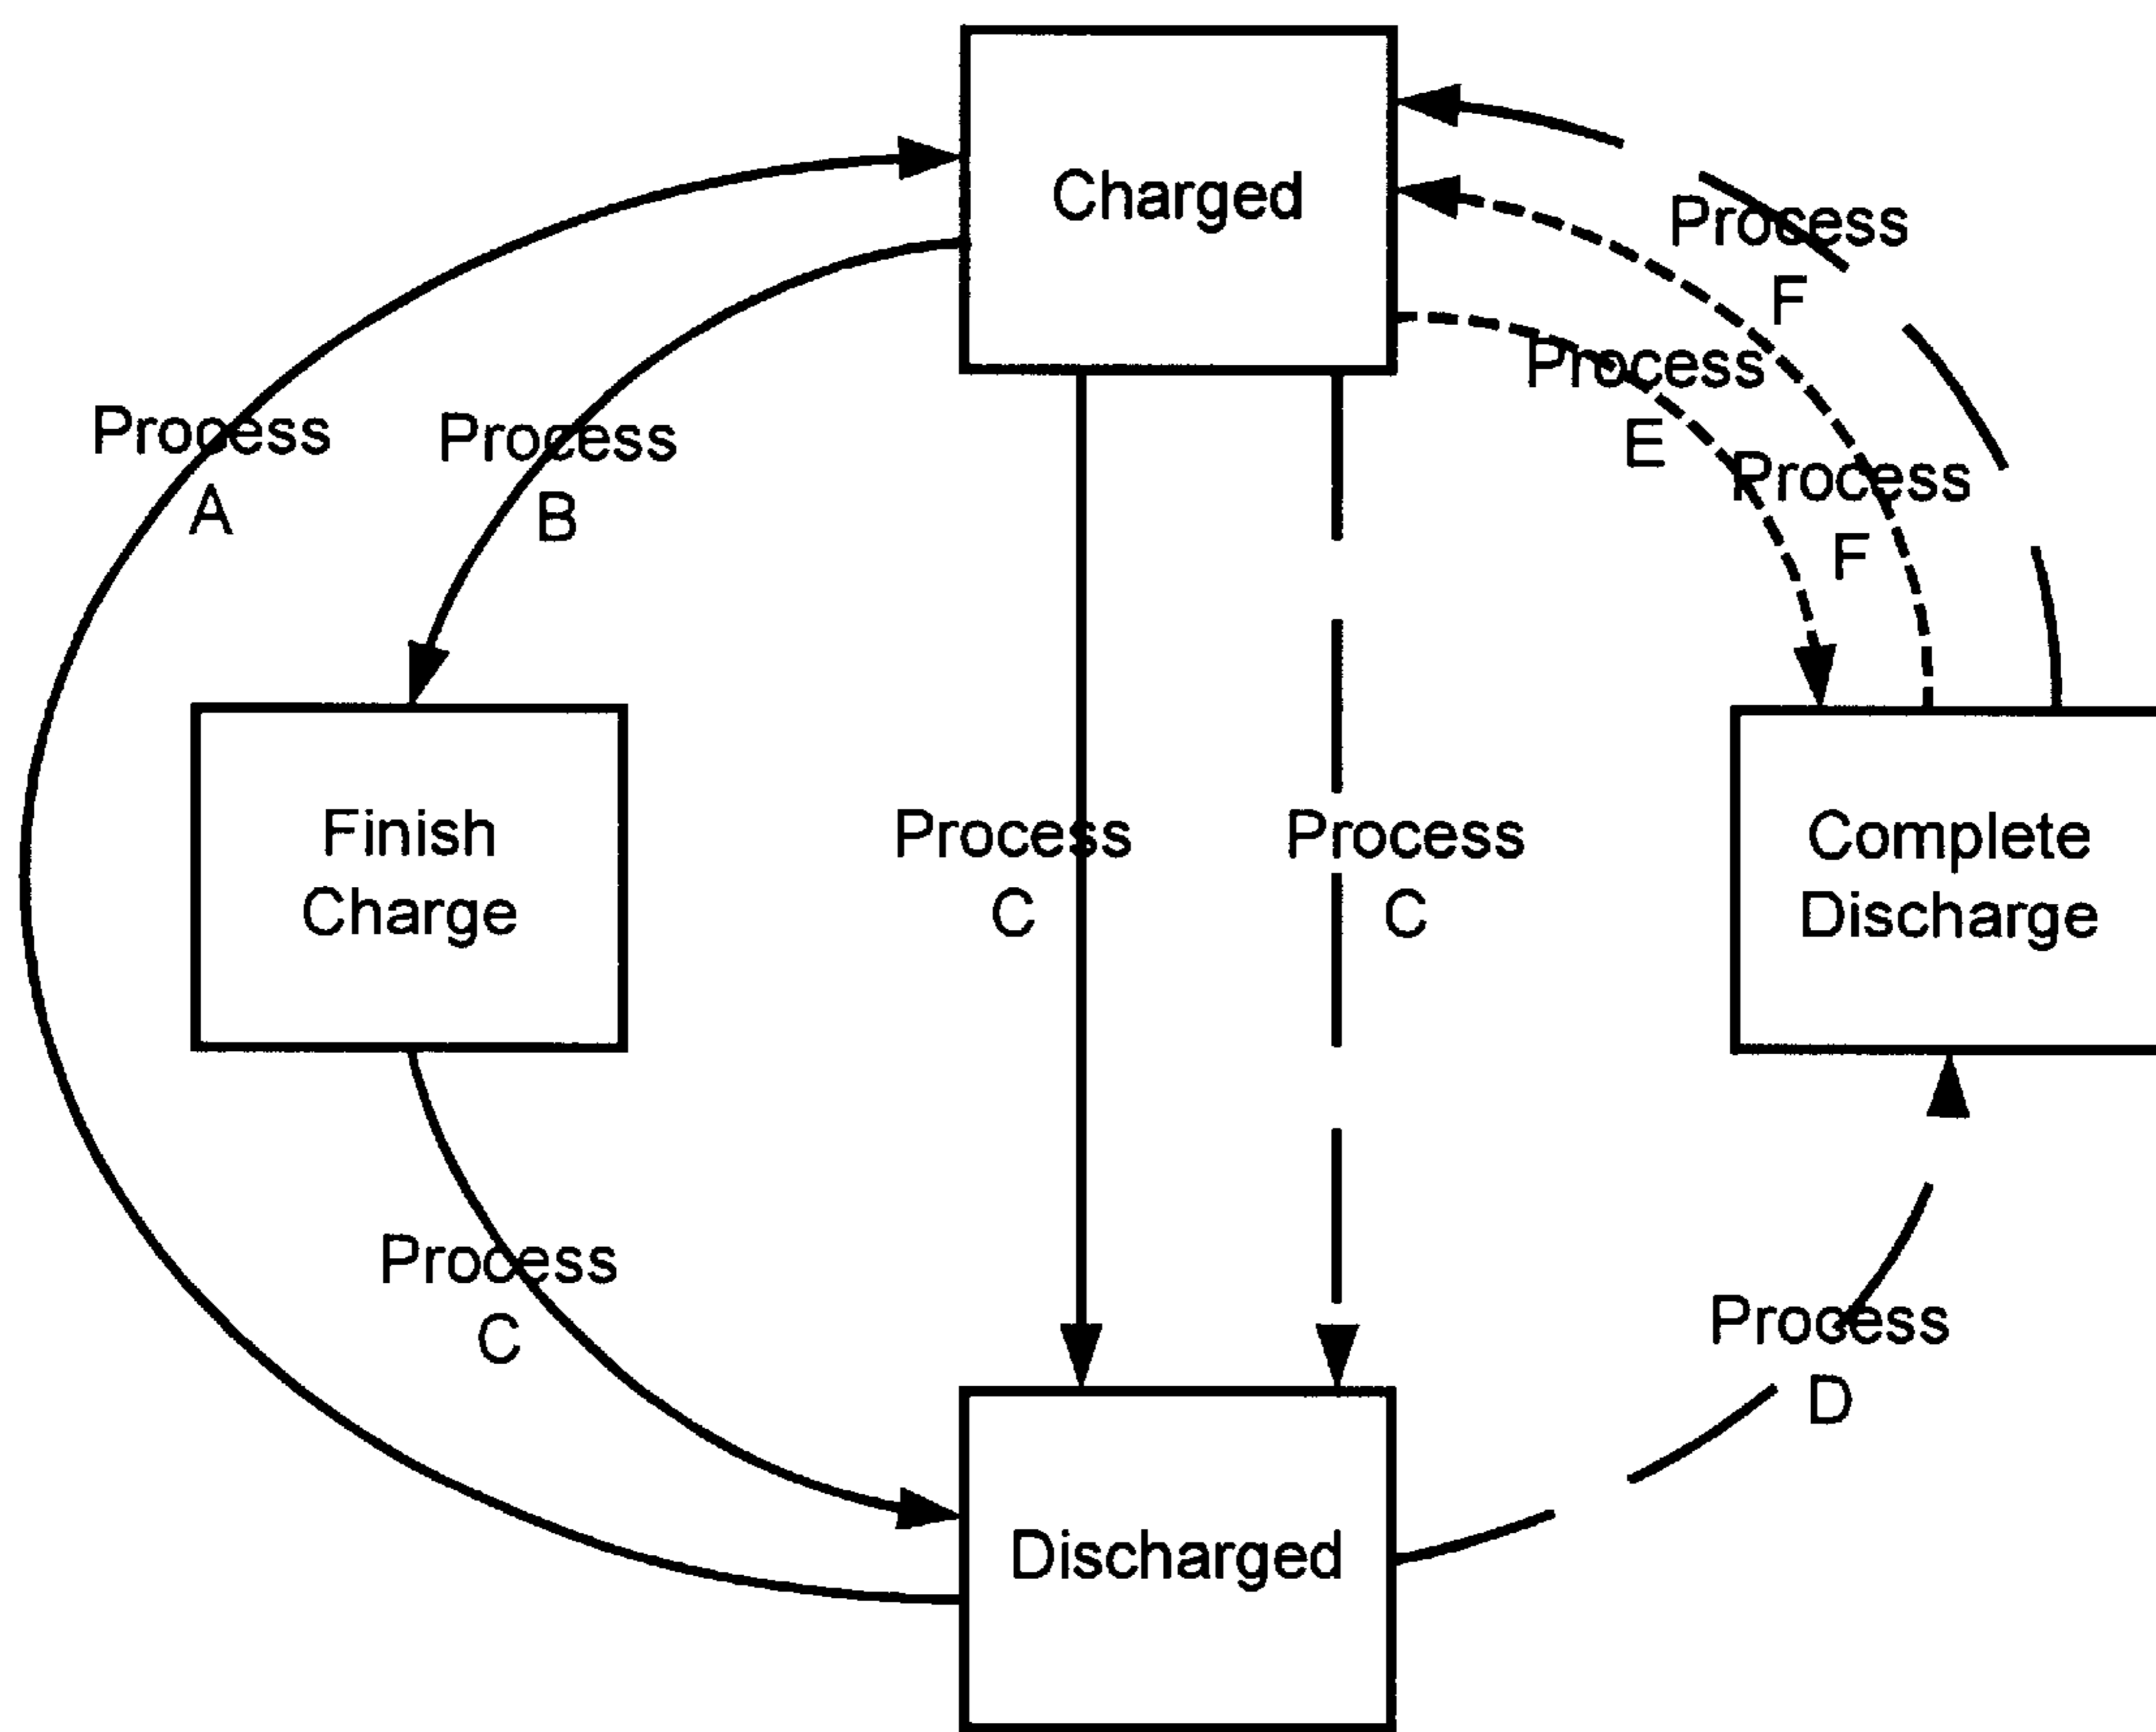 Charged
Process
F
Process
E
Process
A
Process
B
Process
F
Finish
Charge
Process
C
Process
C
Complete
Discharge
Process
C
Process
D
Discharged